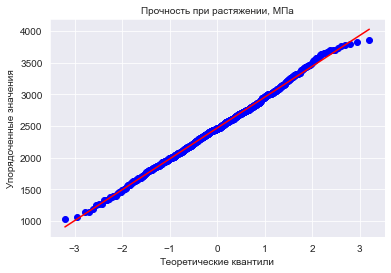 Прочность при растяжении, МПа
4000
3500
3000
2500
2000
1500
1000
Упорядоченные значения
−3 −2 −1 0 1 2 3
Теоретические квантили